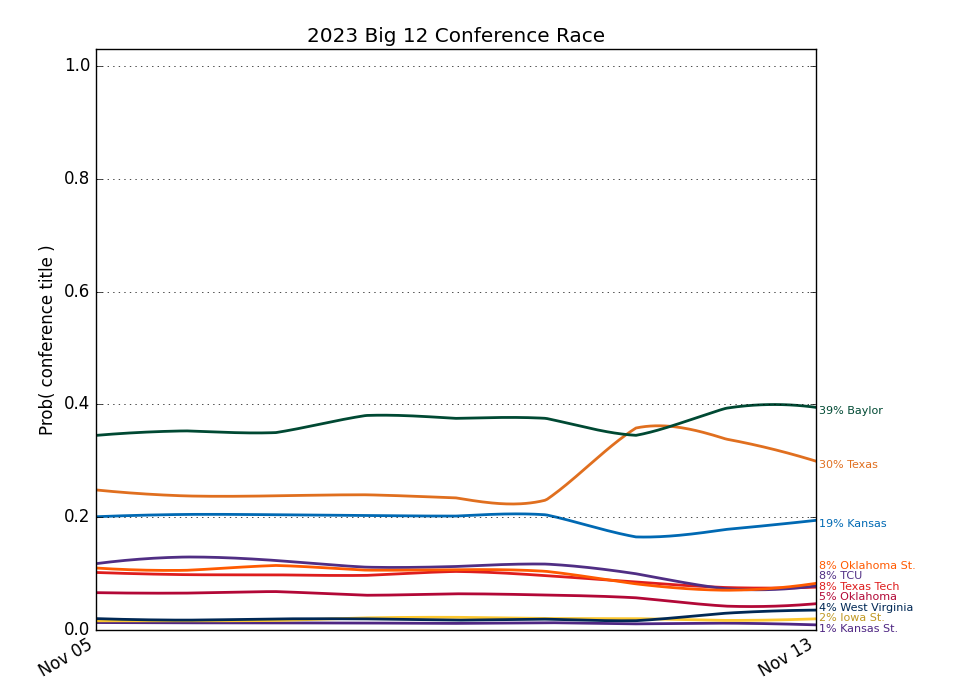 2023 Big 12 Conference Race
Prob( conference title )
1.0
0.8
0.6
0.4
0.2
0.0
Nov 05
Nov 13
39% Baylor
30% Texas
19% Kansas
8% Oklahoma St.
8% TCU
8% Texas Tech
5% Oklahoma
4% West Virginia
2% Iowa St.
1% Kansas St.